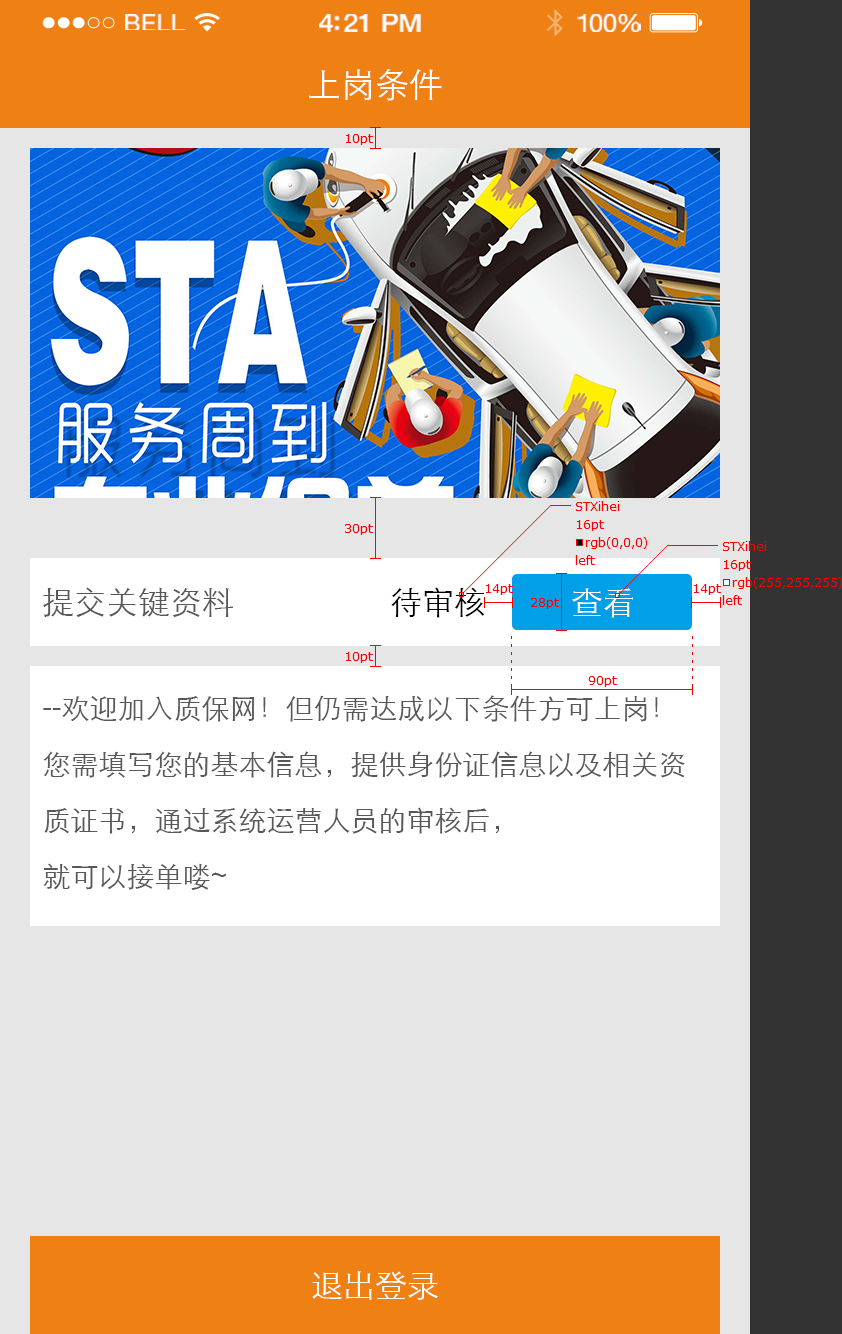 BELL 4:21 PM 100%
上岗条件
10pt
STA
服务周到
30pt
STXihei
16pt
rgb(0,0,0)
left
STXihei
16pt
rgb(255,255,255)
left
提交关键资料 待审核 14pt 28pt 查看 14pt
10pt
90pt
--欢迎加入质保网！但仍需达成以下条件方可上岗！
您需填写您的基本信息，提供身份证信息以及相关资
质证书，通过系统运营人员的审核后，
就可以接单喽~
退出登录